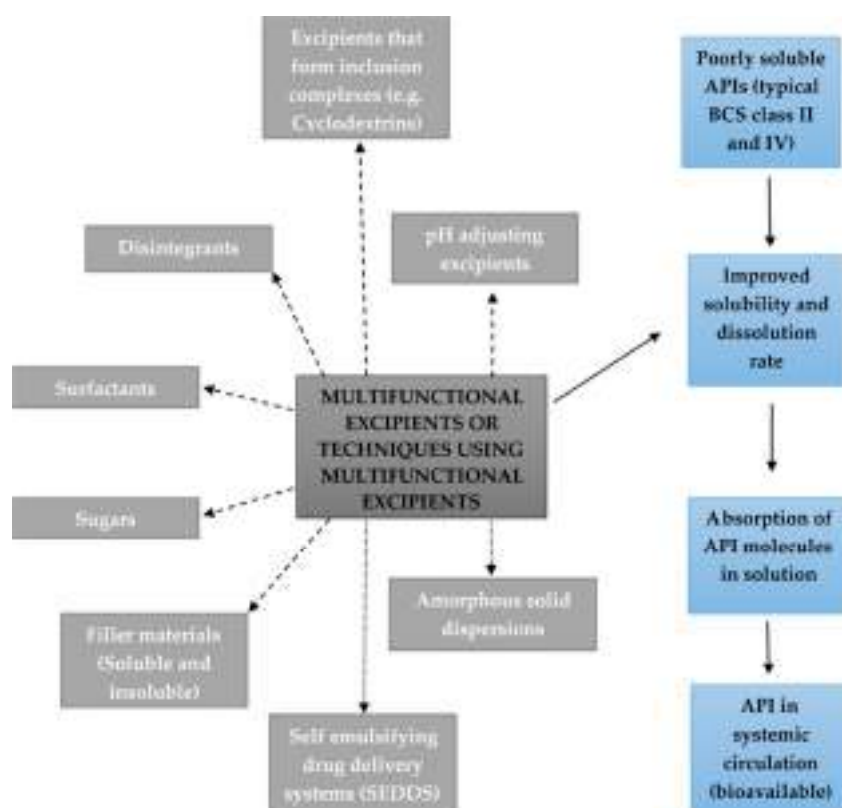 Excipients that
form inclusion
complexes (e.g.
Cyclodextrins)
Poorly soluble
APIs (typical
BCS class II
and IV)
Disintegrants
pH adjusting
excipients
Improved
solubility and
dissolution
rate
Surfactants
MULTIFUNCTIONAL
EXCIPIENTS OR
TECHNIQUES USING
MULTIFUNCTIONAL
EXCIPIENTS
Sugars
Absorption of
API molecules
in solution
Amorphous solid
dispersions
Filler materials
(Soluble and
insoluble)
Self emulsifying
drug delivery
systems (SEDDS)
API in
systemic
circulation
(bioavailable)